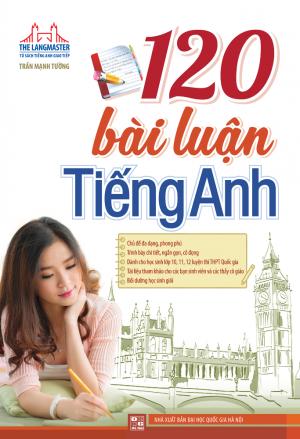 THE LANGMASTER
TỦ SÁCH TIẾNG ANH GIAO TIẾP
TRẦN MẠNH TƯỜNG
120
bài luận
Tiếng Anh
Chủ đề đa dạng, phong phú
Trình bày chi tiết, ngắn gọn, cô đọng
Dành cho học sinh lớp 10, 11, 12 luyện thi THPT Quốc gia
Tài liệu tham khảo cho các bạn sinh viên và các thầy cô giáo
Bồi dưỡng học sinh giỏi
NHÀ XUẤT BẢN ĐẠI HỌC QUỐC GIA HÀ NỘI